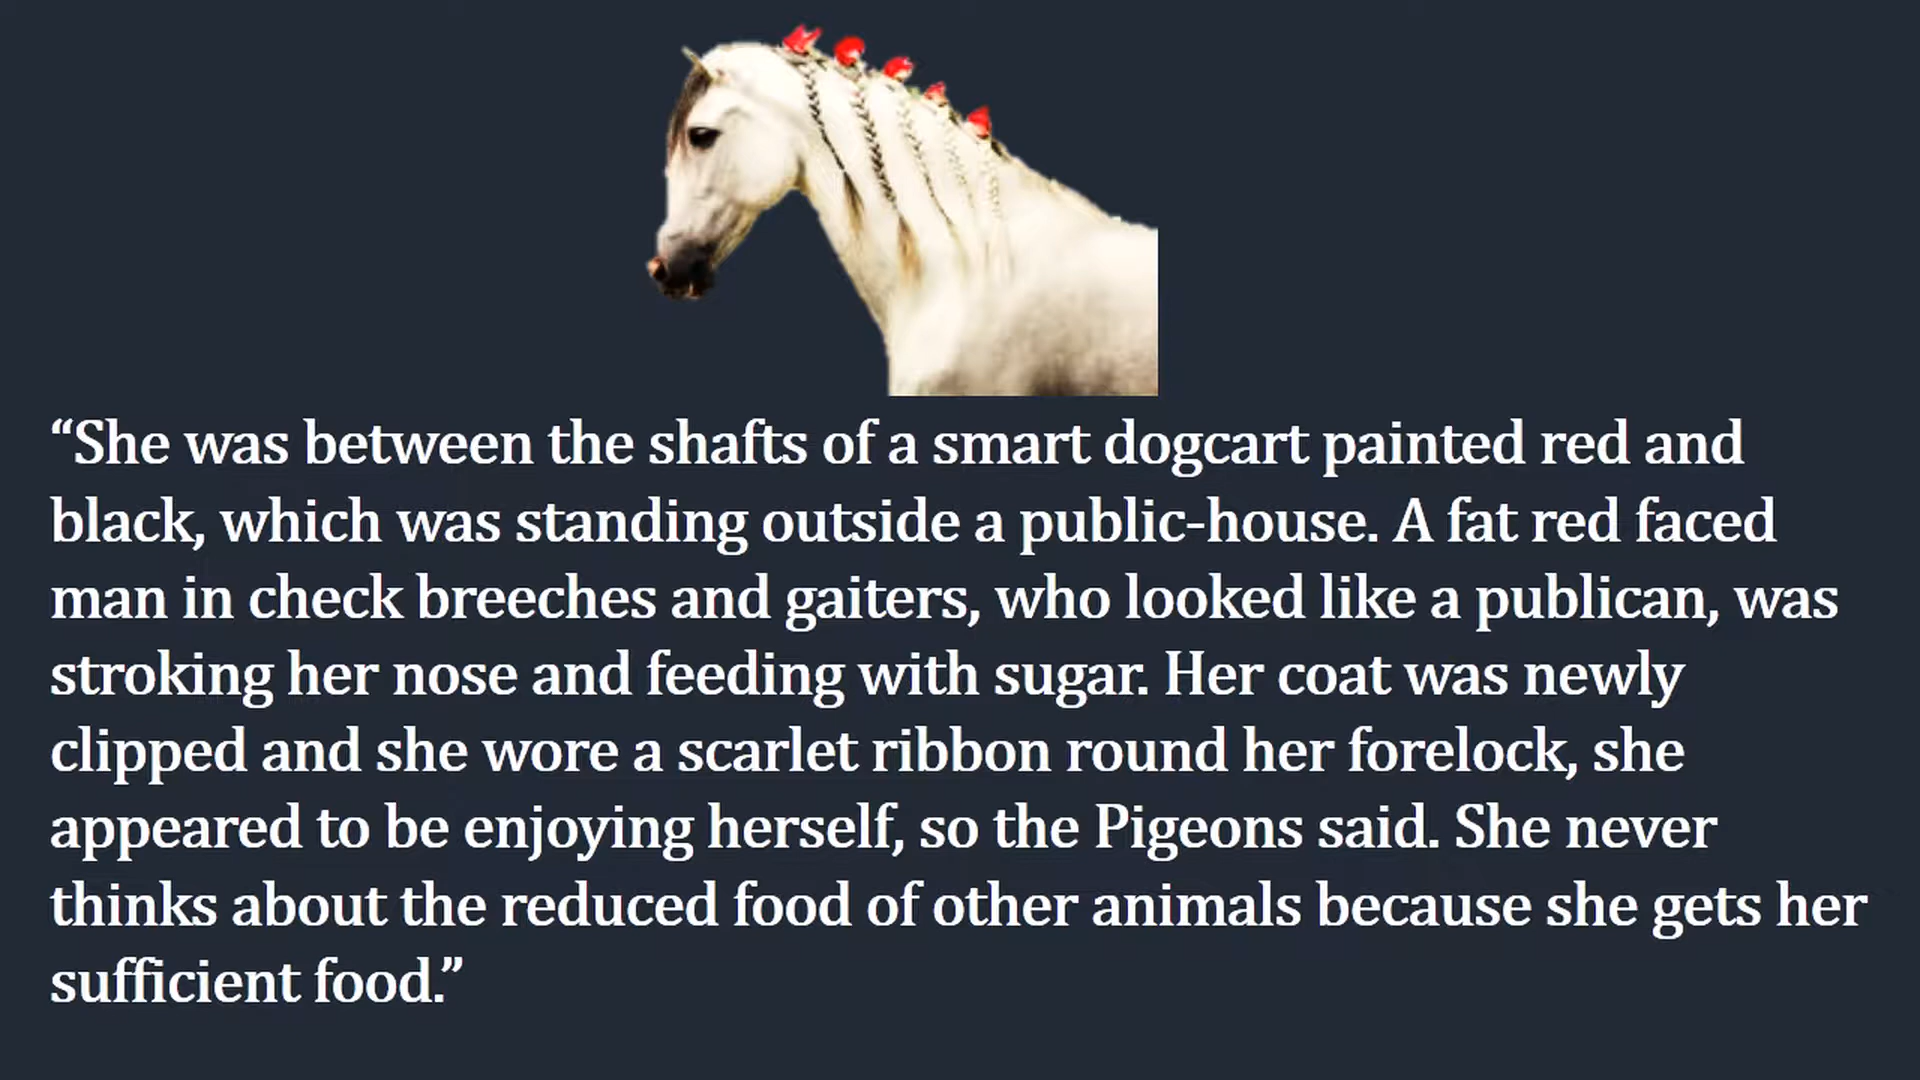 “She was between the shafts of a smart dogcart painted red and
black, which was standing outside a public-house. A fat red faced
man in check breeches and gaiters, who looked like a publican, was
stroking her nose and feeding with sugar. Her coat was newly
clipped and she wore a scarlet ribbon round her forelock, she
appeared to be enjoying herself, so the Pigeons said. She never
thinks about the reduced food of other animals because she gets her
sufficient food.”